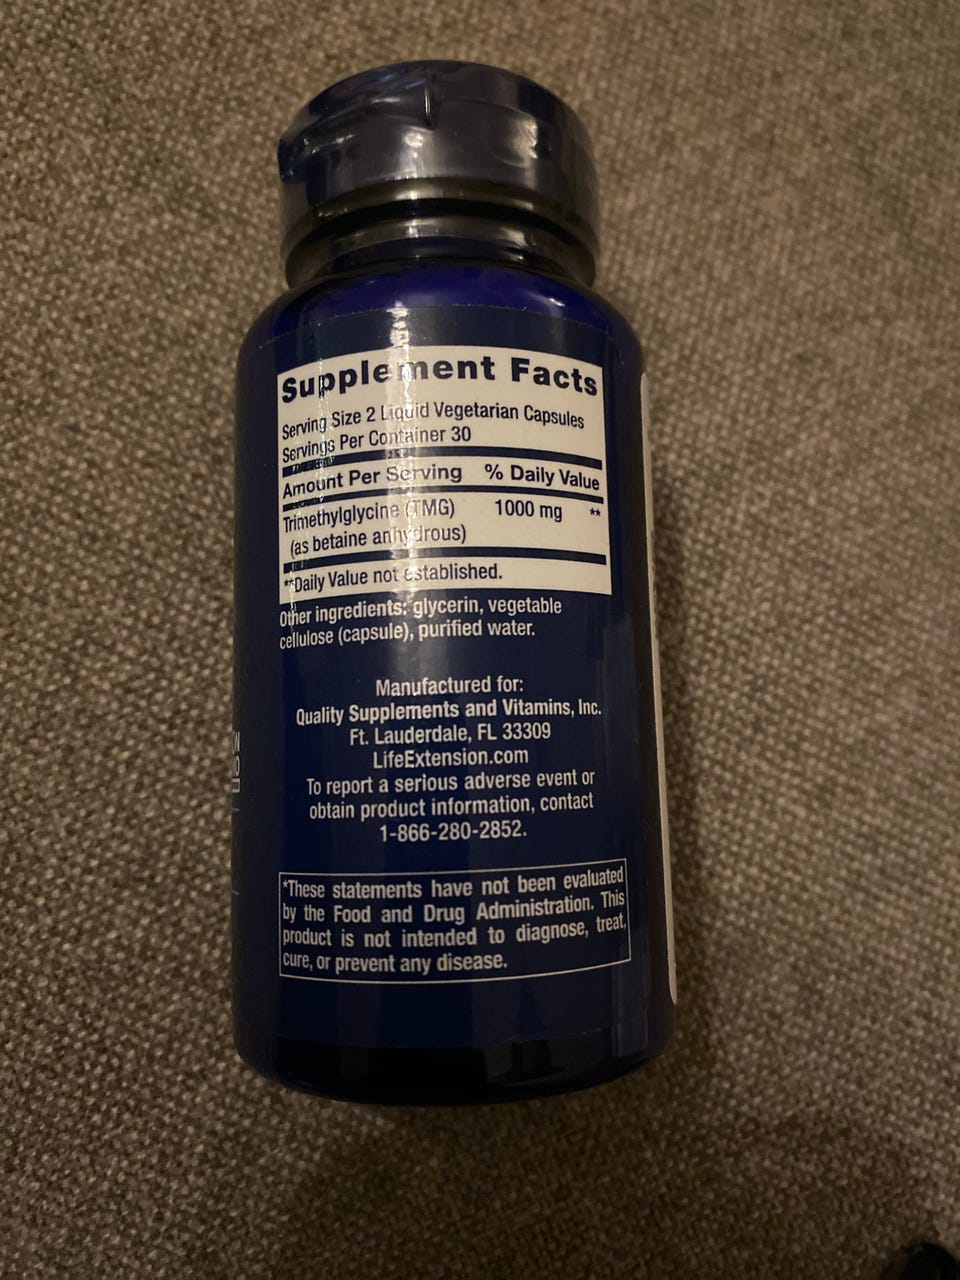 Supplement Facts
Serving Size 2 Liquid Vegetarian Capsules
Servings Per Container 30
Amount Per Serving % Daily Value
Trimethylglycine (TMG) 1000 mg **
(as betaine anhydrous)
**Daily Value not established.
Other ingredients: glycerin, vegetable
cellulose (capsule), purified water.
Manufactured for:
Quality Supplements and Vitamins, Inc.
Ft. Lauderdale, FL 33309
LifeExtension.com
To report a serious adverse event or
obtain product information, contact
1-866-280-2852.
*These statements have not been evaluated
by the Food and Drug Administration. This
product is not intended to diagnose, treat,
cure, or prevent any disease.